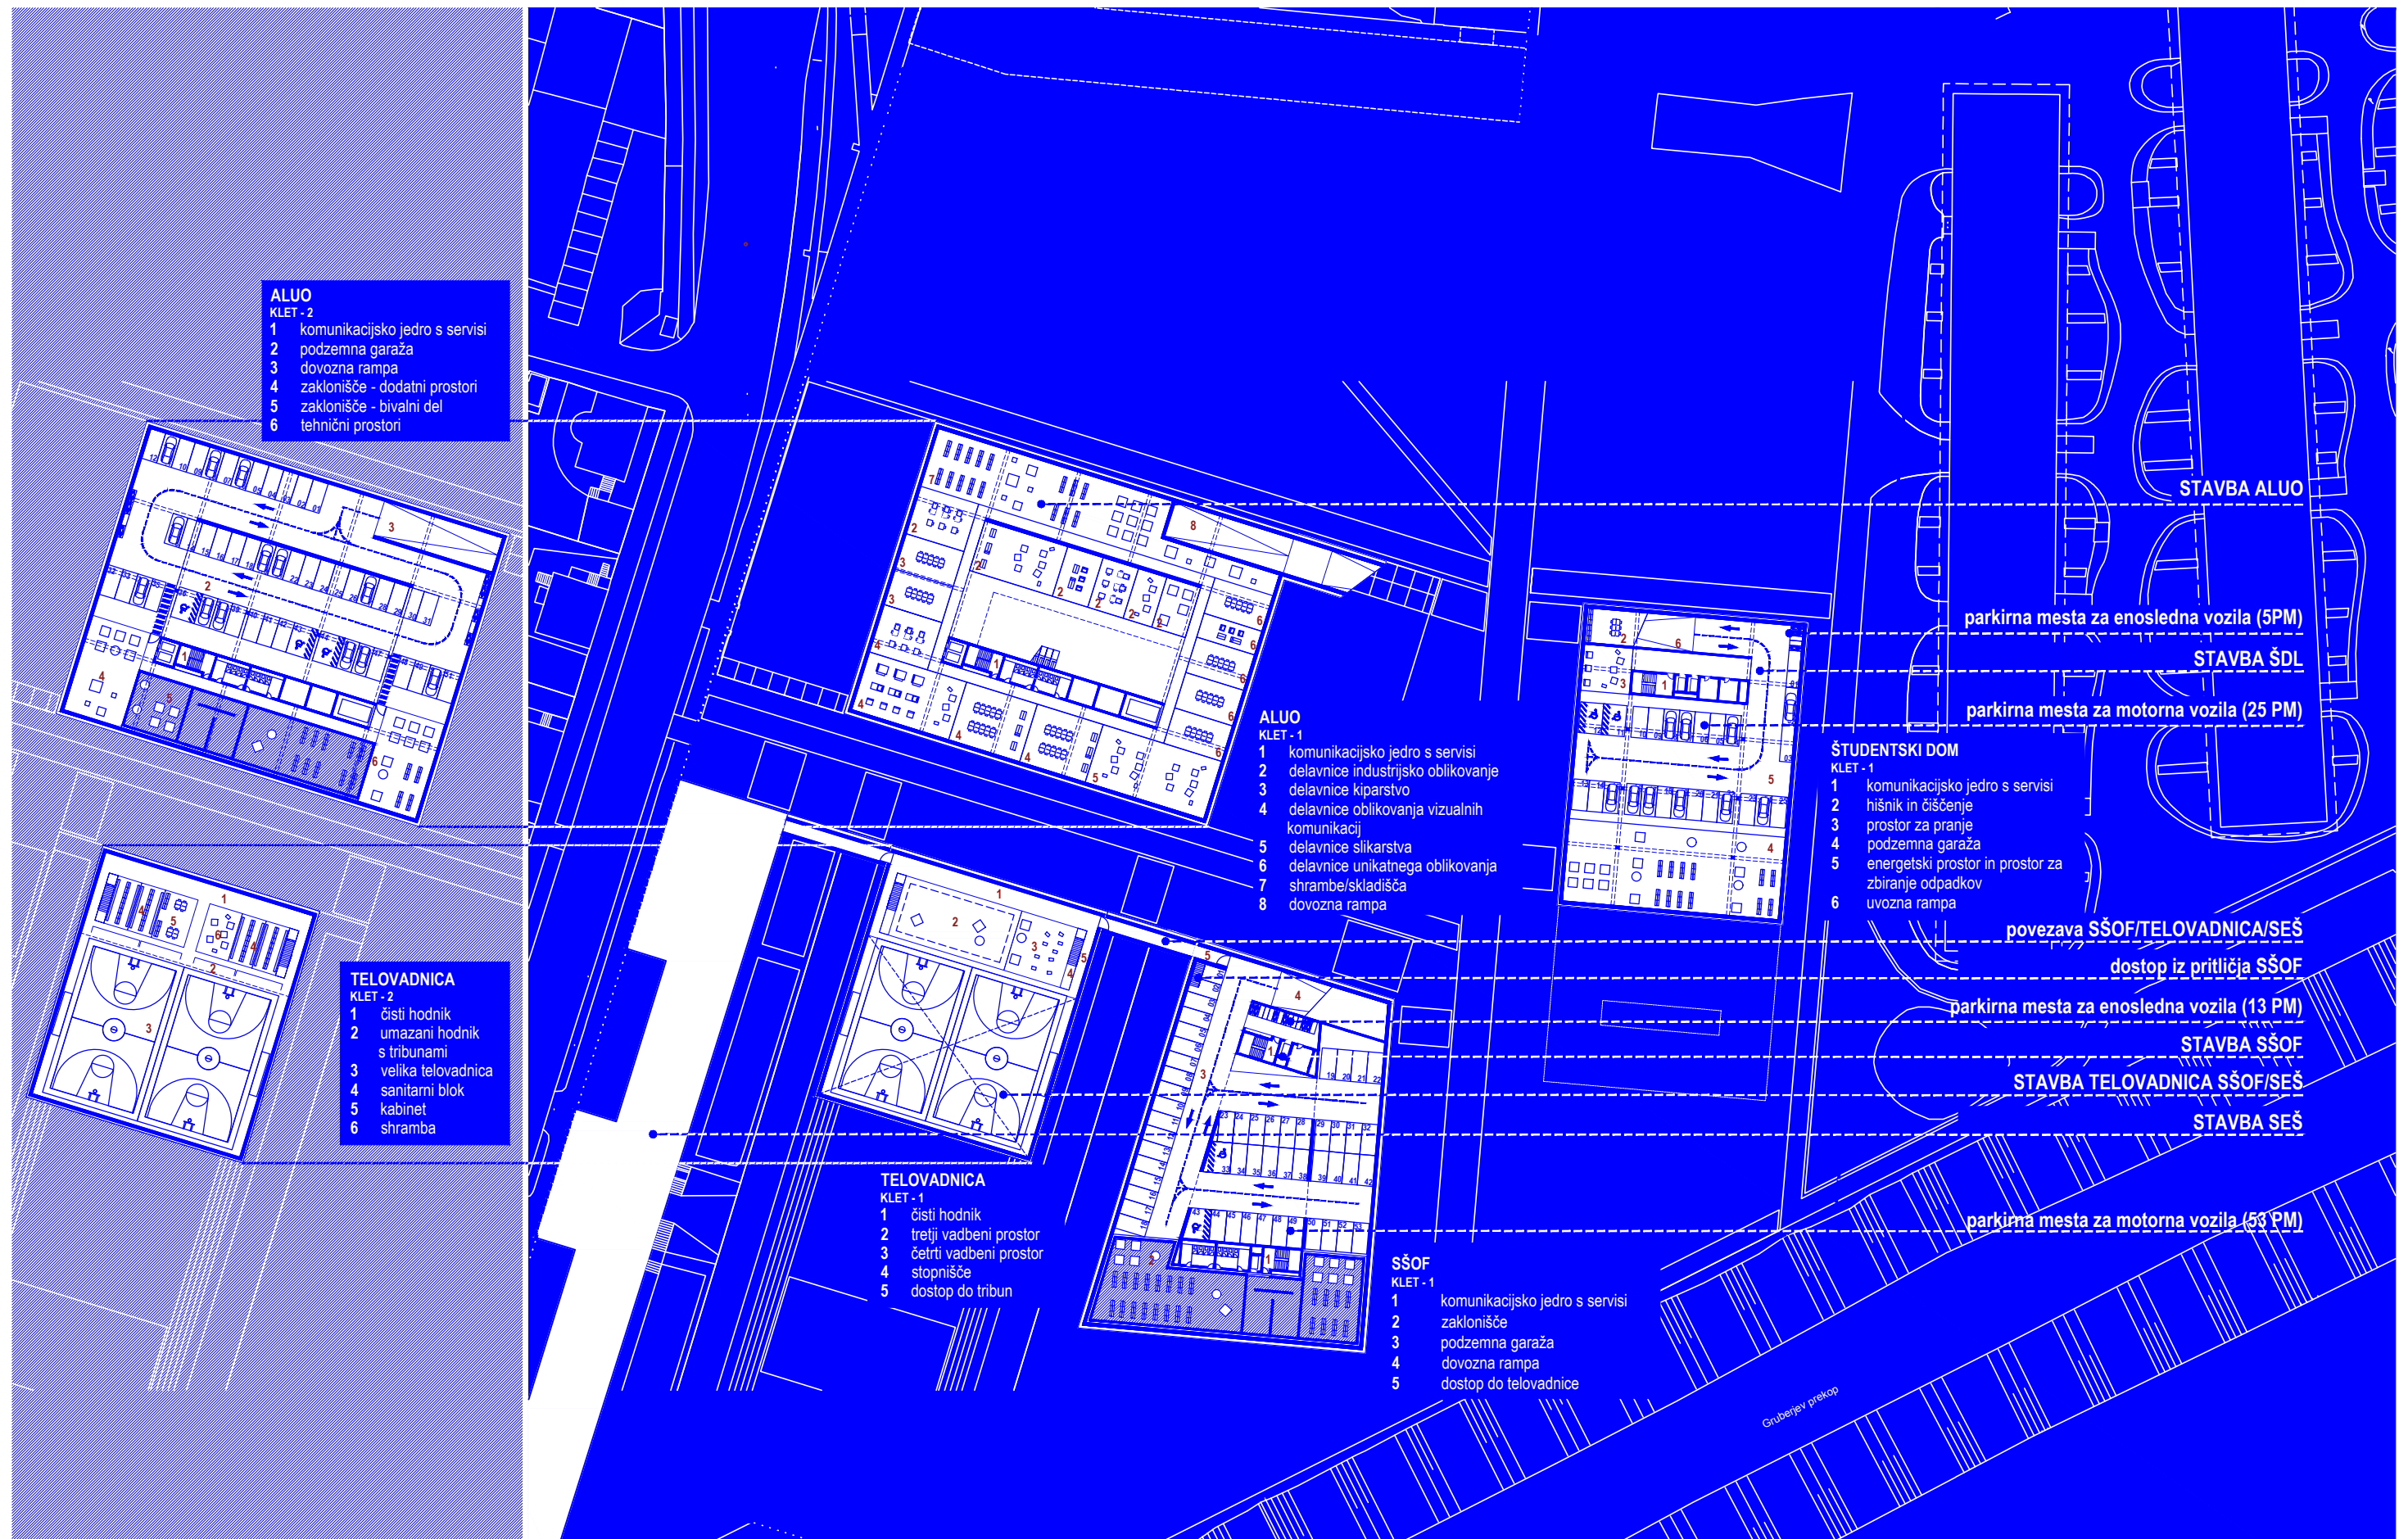 ALUO
KLET - 2
1 komunikacijsko jedro s servisi
2 podzemna garaža
3 dovozna rampa
4 zaklonišče - dodatni prostori
5 zaklonišče - bivalni del
6 tehnični prostori
TELOVADNICA
KLET - 2
1 čisti hodnik
2 umazani hodnik
s tribunami
3 velika telovadnica
4 sanitarni blok
5 kabinet
6 shramba
ALUO
KLET - 1
1 komunikacijsko jedro s servisi
2 delavnice industrijsko oblikovanje
3 delavnice kiparstvo
4 delavnice oblikovanja vizualnih
komunikacij
5 delavnice slikarstva
6 delavnice unikatnega oblikovanja
7 shrambe/skladišča
8 dovozna rampa
TELOVADNICA
KLET - 1
1 čisti hodnik
2 tretji vadbeni prostor
3 četrti vadbeni prostor
4 stopnišče
5 dostop do tribun
SŠOF
KLET - 1
1 komunikacijsko jedro s servisi
2 zaklonišče
3 podzemna garaža
4 dovozna rampa
5 dostop do telovadnice
ŠTUDENTSKI DOM
KLET - 1
1 komunikacijsko jedro s servisi
2 hišnik in čiščenje
3 prostor za pranje
4 podzemna garaža
5 energetski prostor in prostor za
zbiranje odpadkov
6 uvozna rampa
STAVBA ALUO
parkirna mesta za enosledna vozila (5PM)
STAVBA ŠDL
parkirna mesta za motorna vozila (25 PM)
povezava SŠOF/TELOVADNICA/SEŠ
dostop iz pritličja SŠOF
parkirna mesta za enosledna vozila (13 PM)
STAVBA SŠOF
STAVBA TELOVADNICA SŠOF/SEŠ
STAVBA SEŠ
parkirna mesta za motorna vozila (53 PM)
Gruberjev prekop